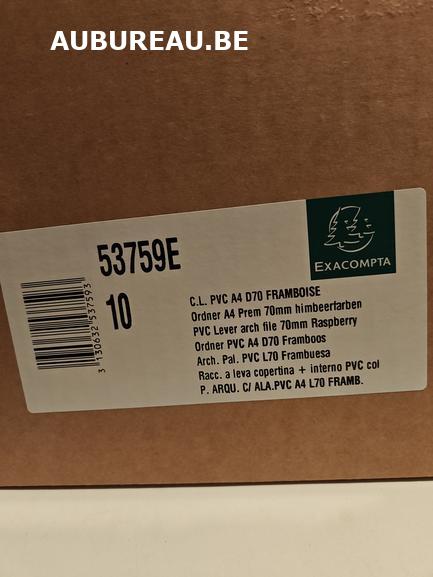 AUBUREAU.BE
EXACOMPTA
53759E
10
3 130632 537593
C.L. PVC A4 D70 FRAMBOISE
Ordner A4 Prem 70mm himbeerfarben
PVC Lever arch file 70mm Raspberry
Ordner PVC A4 D70 Framboos
Arch. Pal. PVC L70 Frambuesa
Racc. a leva copertina + interno PVC col
P. ARQU. C/ ALA.PVC A4 L70 FRAMB.